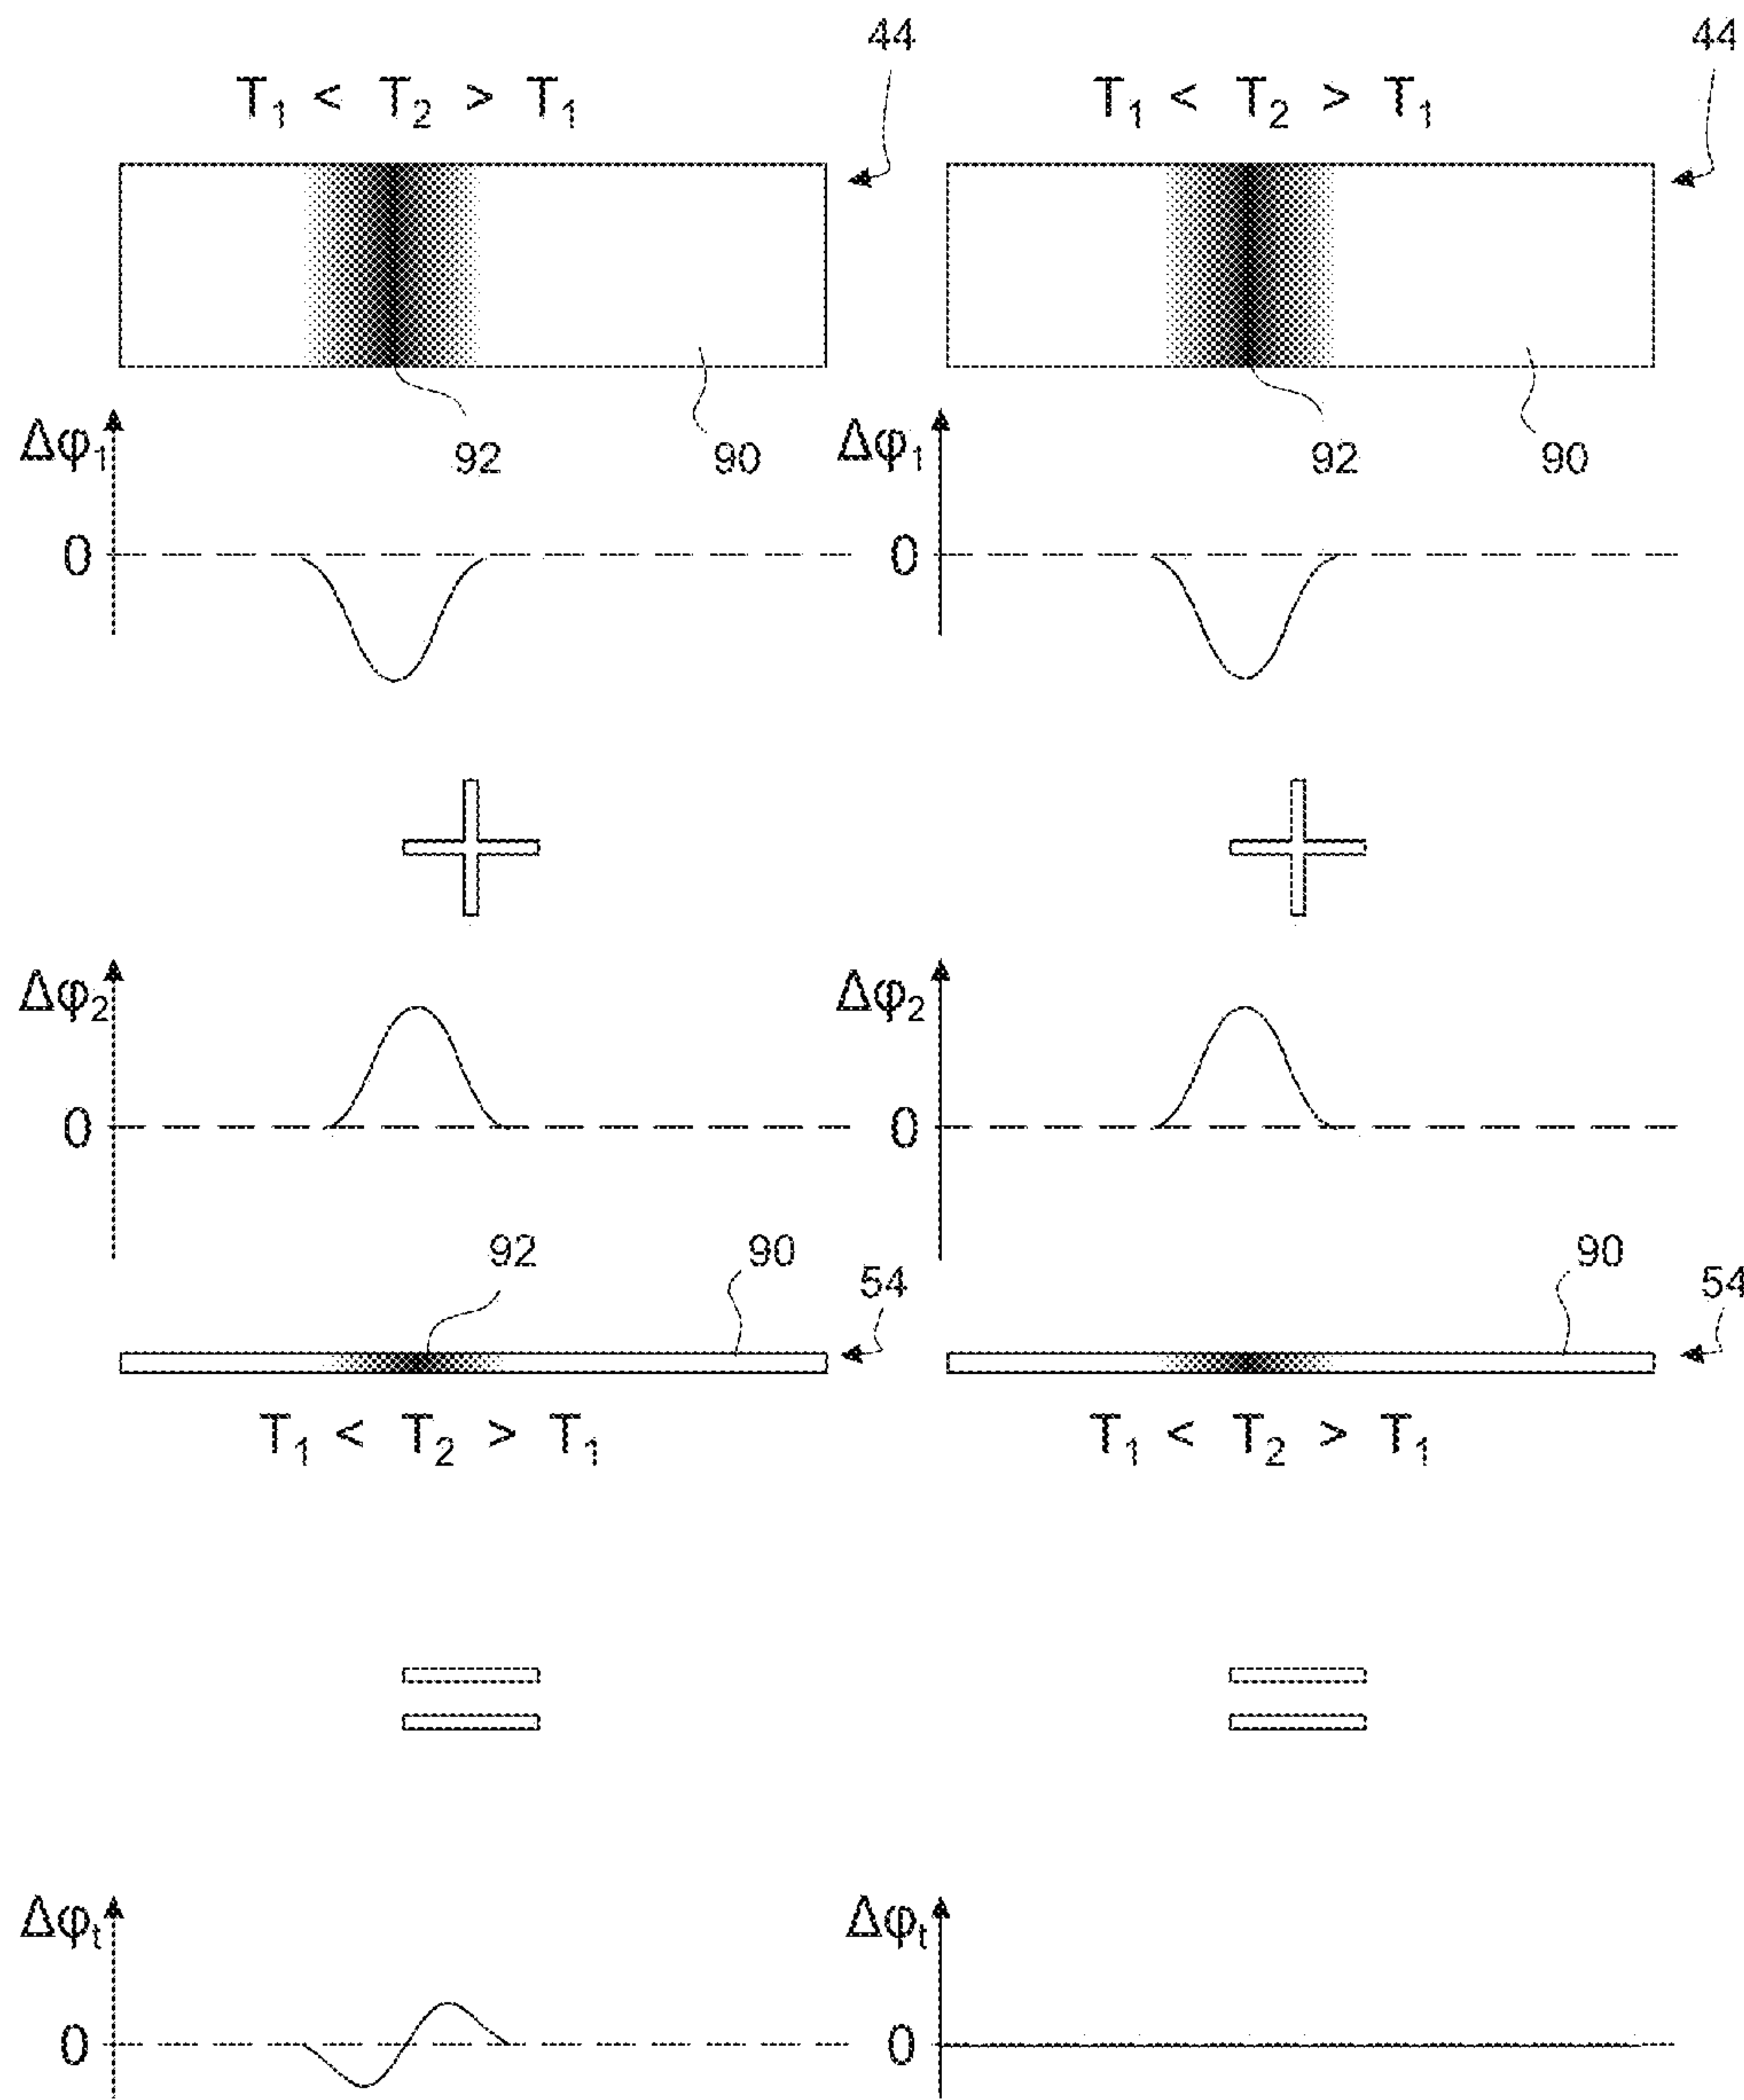 44 44
T₁ < T₂ > T₁ T₁ < T₂ > T₁
Δφ₁ 92 90 Δφ₁ 92 90
0 0
Δφ₂ Δφ₂
0 0
92 90 54 90 54
T₁ < T₂ > T₁ T₁ < T₂ > T₁
Δφₜ Δφₜ
0 0